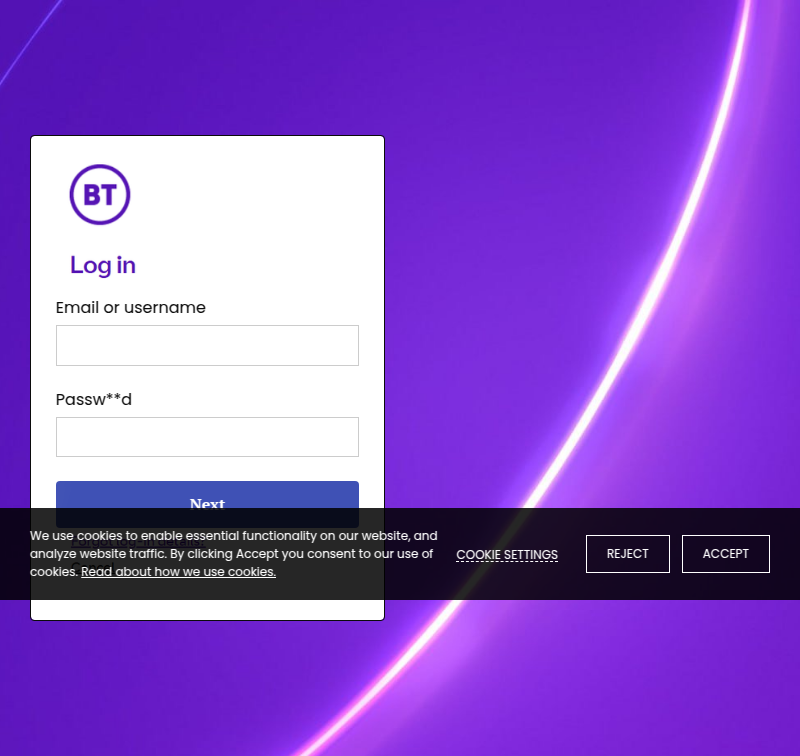 BT
Log in
Email or username
Passw**d
Next
We use cookies to enable essential functionality on our website, and
analyze website traffic. By clicking Accept you consent to our use of
cookies. Read about how we use cookies.
COOKIE SETTINGS
REJECT
ACCEPT